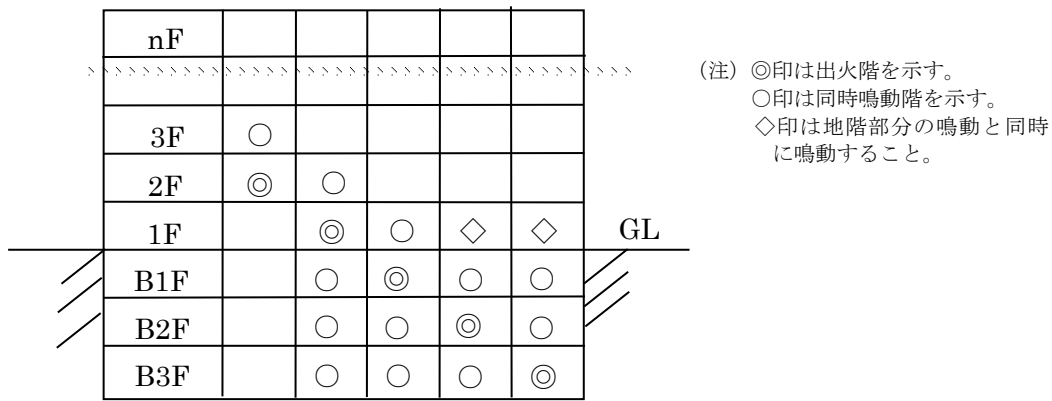 nF
（注）◎印は出火階を示す。
○印は同時鳴動階を示す。
◇印は地階部分の鳴動と同時
に鳴動すること。
3F ○
2F ◎ ○
1F ◎ ○ ◇ ◇ GL
B1F ○ ◎ ○ ○
B2F ○ ○ ◎ ○
B3F ○ ○ ○ ◎